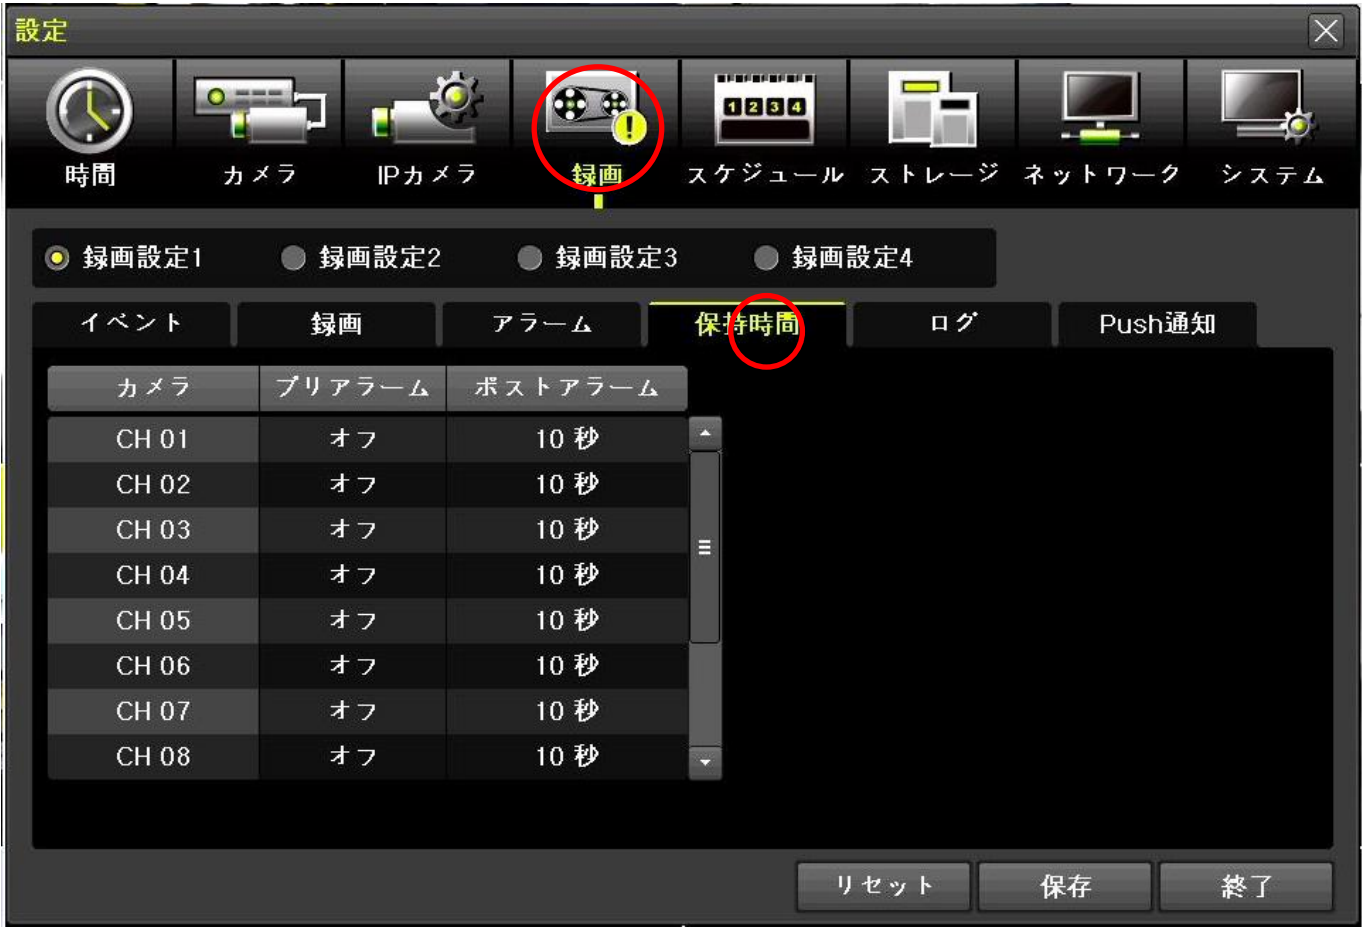 設定
時間 カメラ IPカメラ 録画 スケジュール ストレージ ネットワーク システム
録画設定1 録画設定2 録画設定3 録画設定4
イベント 録画 アラーム 保持時間 ログ Push通知
カメラ プリアラーム ポストアラーム
CH 01 オフ 10 秒
CH 02 オフ 10 秒
CH 03 オフ 10 秒
CH 04 オフ 10 秒
CH 05 オフ 10 秒
CH 06 オフ 10 秒
CH 07 オフ 10 秒
CH 08 オフ 10 秒
リセット 保存 終了